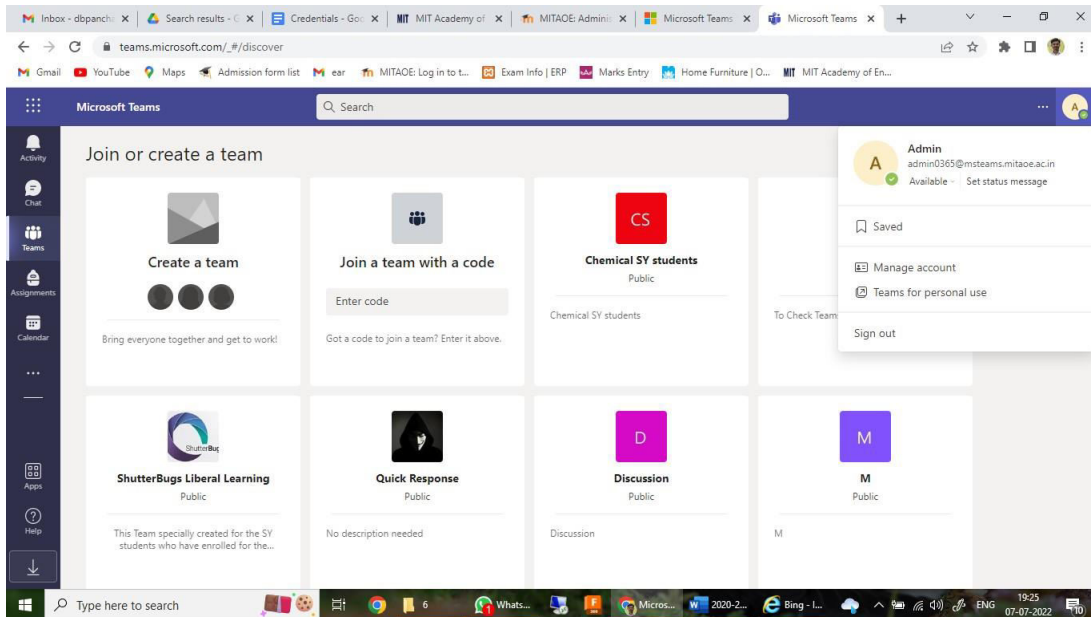 Inbox - dbpanch
Search results - G
Credentials - Goo
MIT MIT Academy of
MITAOE: Adminis
Microsoft Teams
Microsoft Teams
teams.microsoft.com/_#/discover
Gmail
YouTube
Maps
Admission form list
ear
MITAOE: Log in to t...
Exam Info | ERP
Marks Entry
Home Furniture | O...
MIT MIT Academy of En...
Microsoft Teams
Search
A
Activity
Chat
Teams
Assignments
Calendar
Apps
Help
Join or create a team
Create a team
Bring everyone together and get to work!
Join a team with a code
Enter code
Got a code to join a team? Enter it above.
CS
Chemical SY students
Public
Chemical SY students
To Check Team
A
Admin
admin0365@msteams.mitaoe.ac.in
Available
Set status message
Saved
Manage account
Teams for personal use
Sign out
ShutterBug
ShutterBugs Liberal Learning
Public
This Team specially created for the SY
students who have enrolled for the...
Quick Response
Public
No description needed
D
Discussion
Public
Discussion
M
M
Public
M
Type here to search
6
Whats...
Micros...
2020-2...
Bing - I...
ENG
19:25
07-07-2022
10